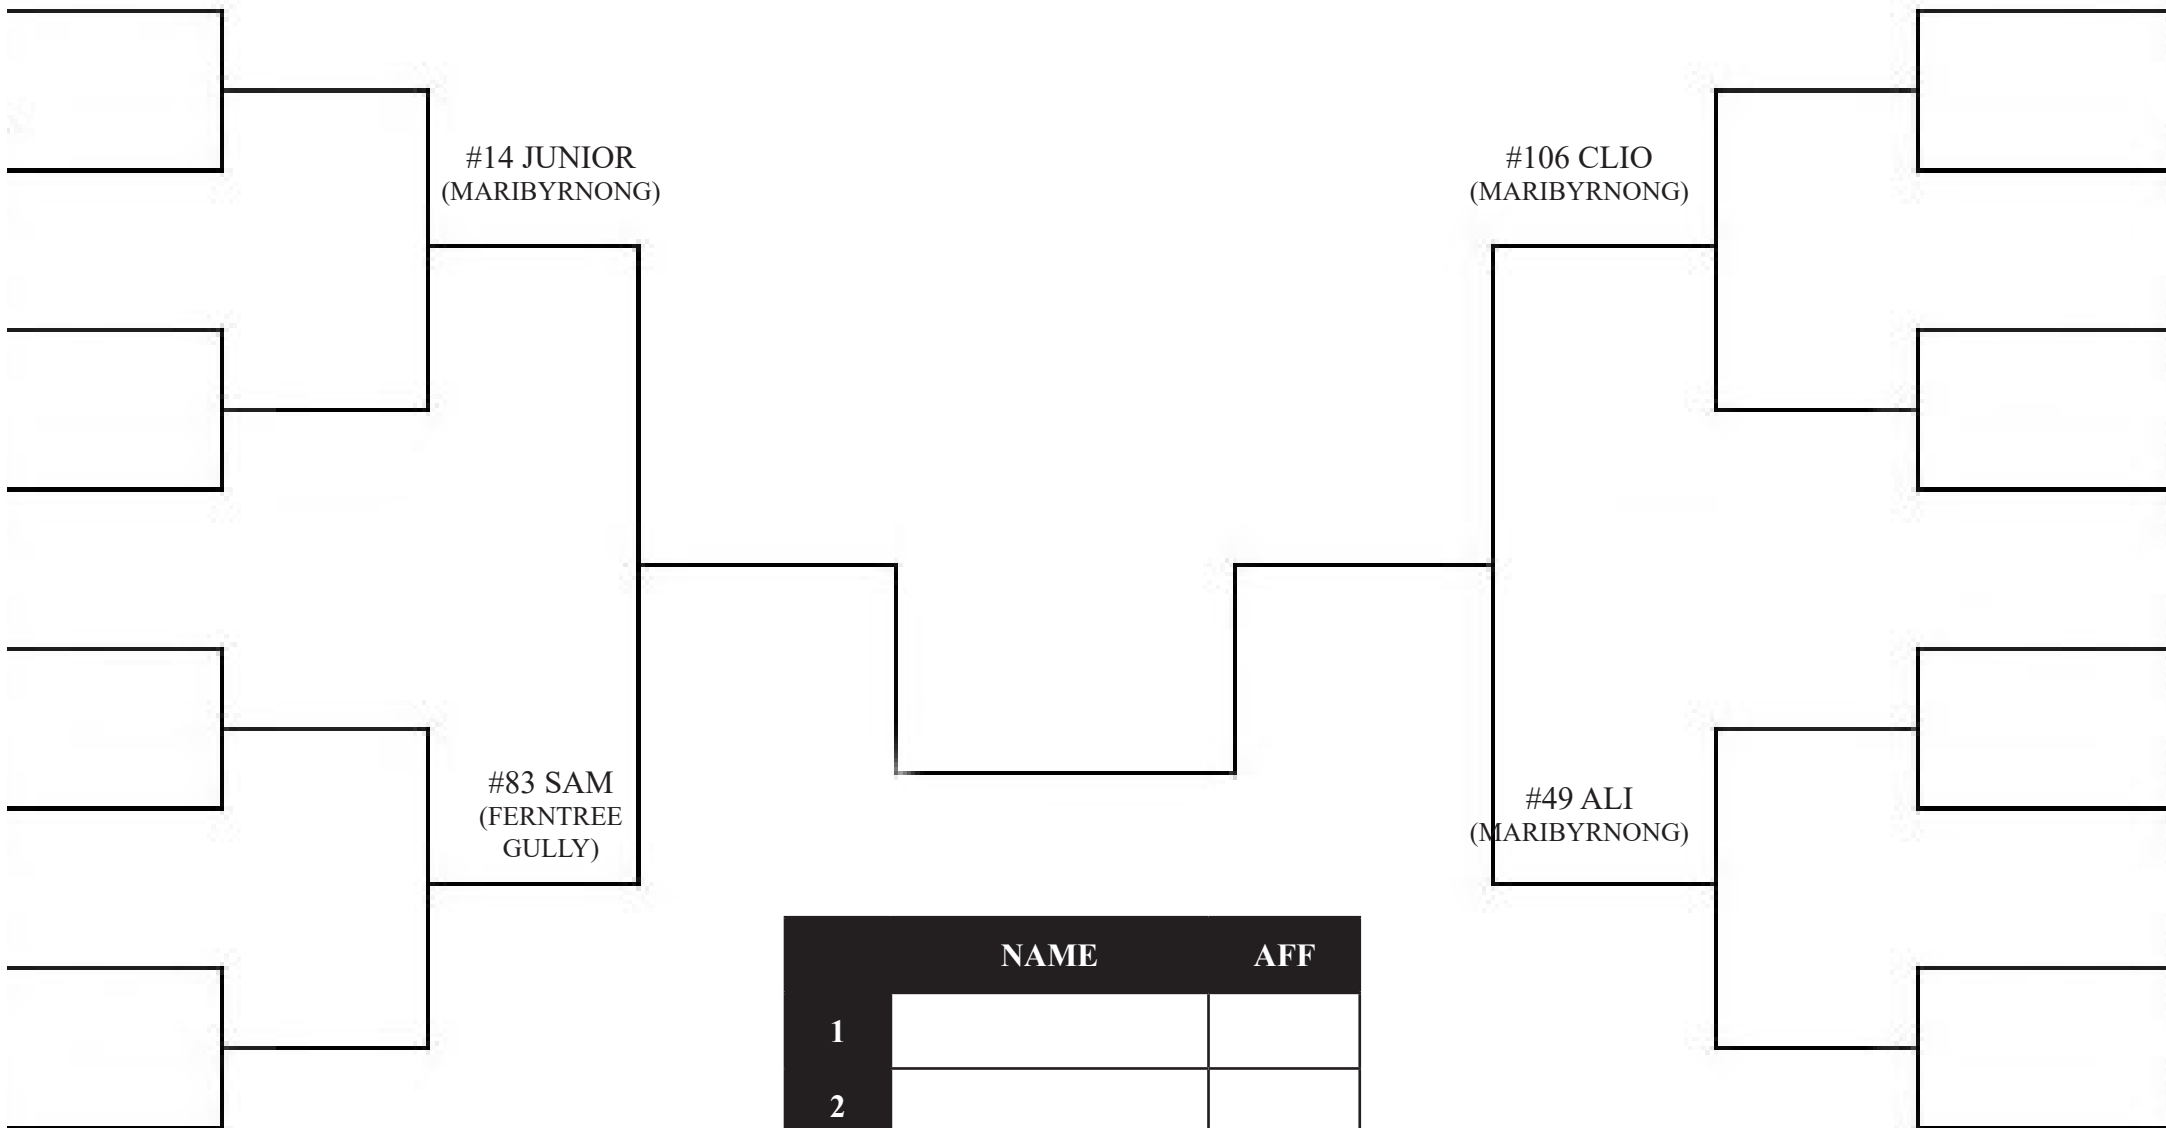 #14 JUNIOR
(MARIBYRNONG)
#106 CLIO
(MARIBYRNONG)
#83 SAM
(FERNTREE
GULLY)
#49 ALI
(MARIBYRNONG)
NAME AFF
1
2